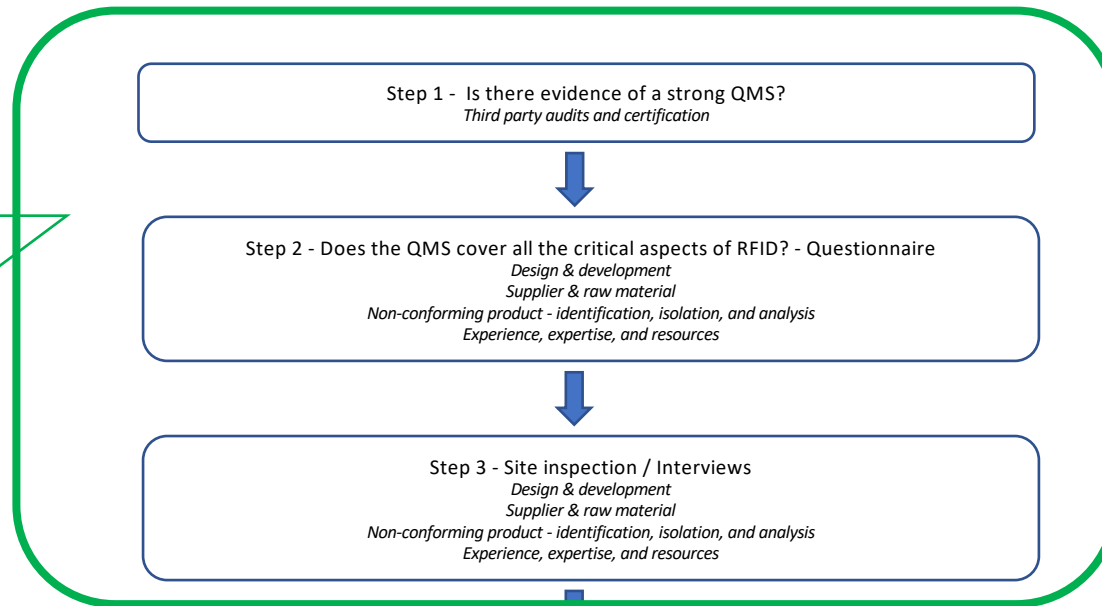 Step 1 - Is there evidence of a strong QMS?
Third party audits and certification
Step 2 - Does the QMS cover all the critical aspects of RFID? - Questionnaire
Design & development
Supplier & raw material
Non-conforming product - identification, isolation, and analysis
Experience, expertise, and resources
Step 3 - Site inspection / Interviews
Design & development
Supplier & raw material
Non-conforming product - identification, isolation, and analysis
Experience, expertise, and resources